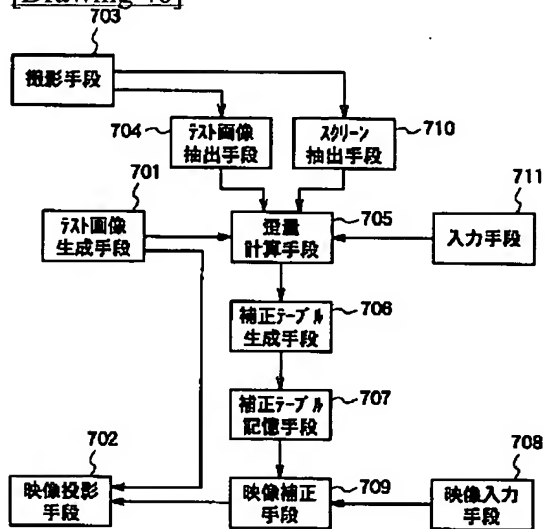 703
撮影手段
704
テスト画像
抽出手段
スクリーン
抽出手段
710
701
テスト画像
生成手段
歪量
計算手段
705
711
入力手段
補正テーブル
生成手段
706
補正テーブル
記憶手段
707
702
映像投影
手段
映像補正
手段
709
708
映像入力
手段